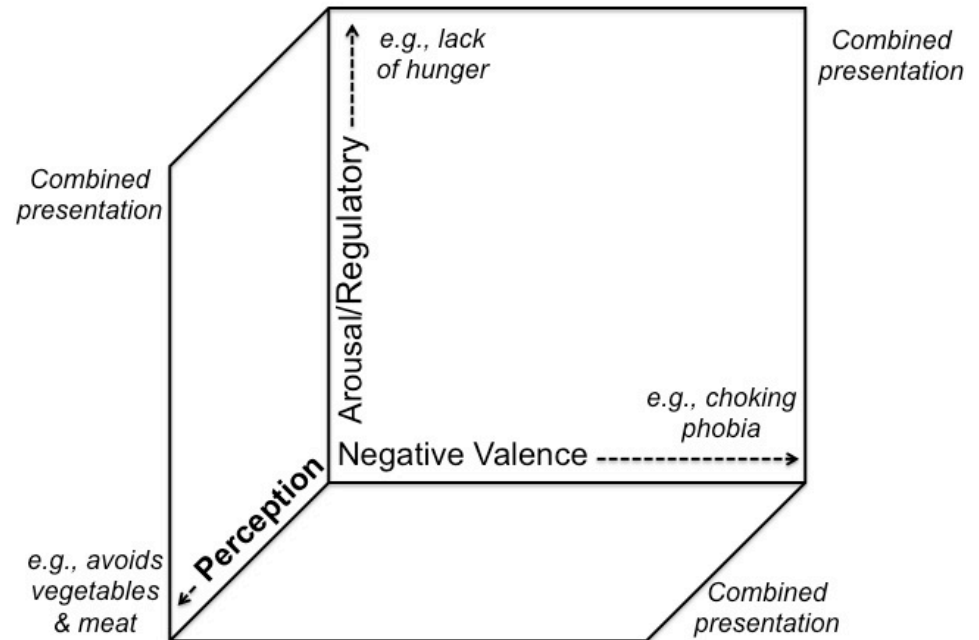 e.g., lack
of hunger
Combined
presentation
Combined
presentation
Arousal/Regulatory
e.g., choking
phobia
Negative Valence
Perception
e.g., avoids
vegetables
& meat
Combined
presentation